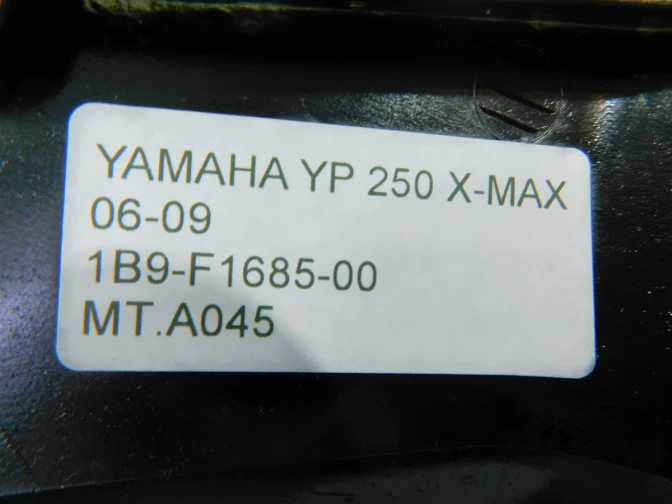 YAMAHA YP 250 X-MAX
06-09
1B9-F1685-00
MT.A045